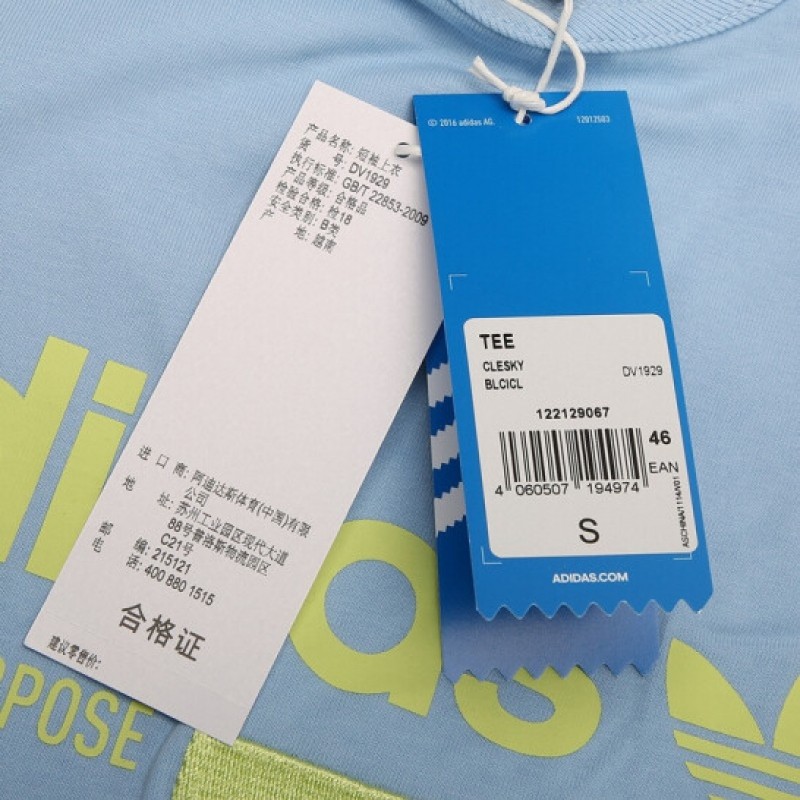 产品名称: 短袖上衣
货 号: DV1929
执行标准: GB/T 22853-2009
产品等级: 合格品
检验合格: 检18
安全类别: B类
产 地: 越南
进 口 商: 阿迪达斯体育(中国)有限
公司
地 址: 苏州工业园区现代大道
88号普洛斯物流园区
C21号
邮 编: 215121
电 话: 400 880 1515
合格证
建议零售价:
© 2016 adidas AG.
12012503
TEE
CLESKY
BLCICL
DV1929
122129067
46
EAN
4 060507 194974
S
ASCHINA/1114/V01
ADIDAS.COM
didas
RPOSE